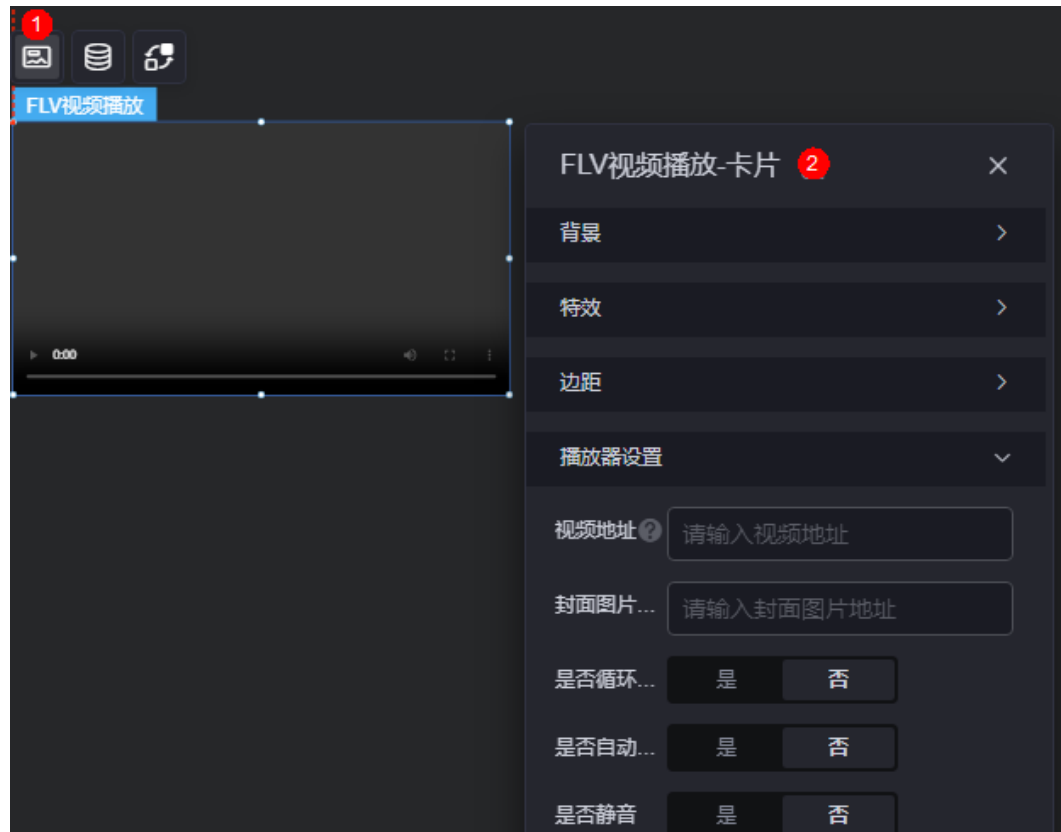 1
FLV视频播放
0:00
FLV视频播放-卡片 2
背景
特效
边距
播放器设置
视频地址 ? 请输入视频地址
封面图片... 请输入封面图片地址
是否循环... 是 否
是否自动... 是 否
是否静音 是 否